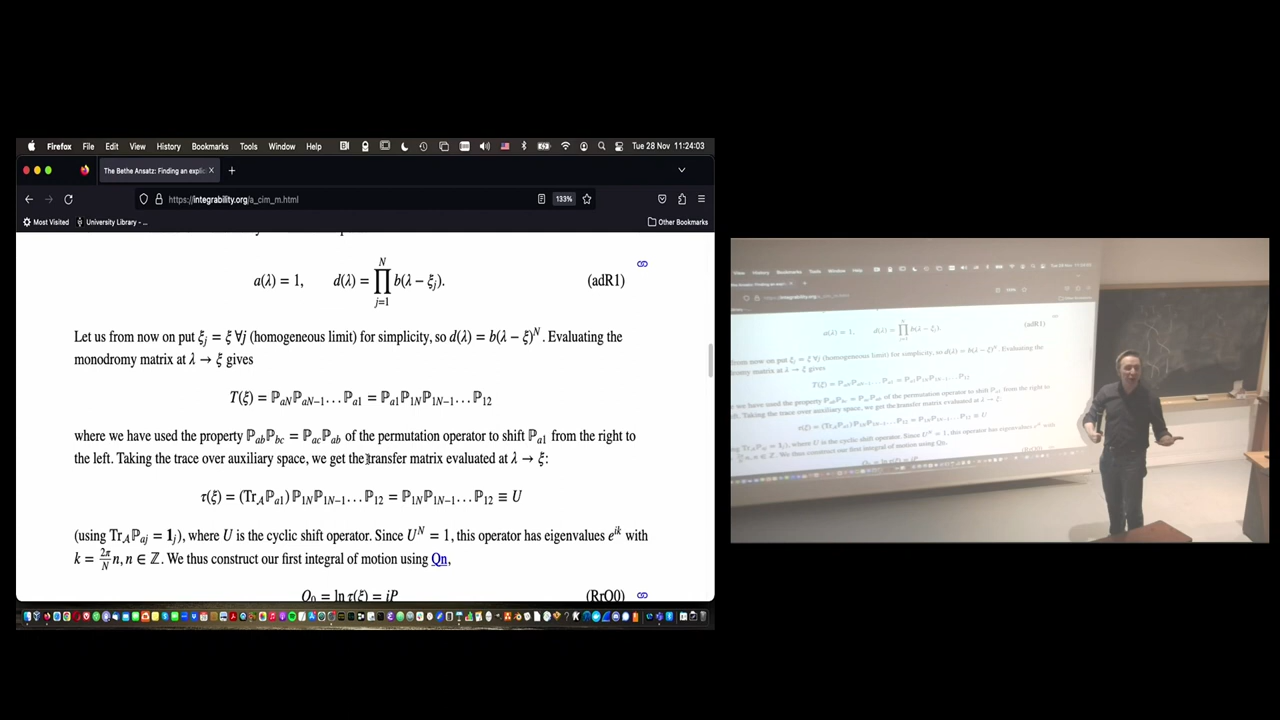 Firefox File Edit View History Bookmarks Tools Window Help Tue 28 Nov 11:24:03
The Bethe Ansatz: Finding an explic
https://integrability.org/a_clm_m.html 133%
Most Visited University Library - ... Other Bookmarks
a(λ) = 1, d(λ) = ∏_{j=1}^{N} b(λ − ξ_j). (adR1)
Let us from now on put ξ_j = ξ ∀j (homogeneous limit) for simplicity, so d(λ) = b(λ − ξ)^N. Evaluating the
monodromy matrix at λ → ξ gives
T(ξ) = ℙ_{aN}ℙ_{aN−1}…ℙ_{a1} = ℙ_{a1}ℙ_{1N}ℙ_{1N−1}…ℙ_{12}
where we have used the property ℙ_{ab}ℙ_{bc} = ℙ_{ac}ℙ_{ab} of the permutation operator to shift ℙ_{a1} from the right to
the left. Taking the trace over auxiliary space, we get the transfer matrix evaluated at λ → ξ:
τ(ξ) = (Tr_𝒜 ℙ_{a1}) ℙ_{1N}ℙ_{1N−1}…ℙ_{12} = ℙ_{1N}ℙ_{1N−1}…ℙ_{12} ≡ U
(using Tr_𝒜 ℙ_{aj} = 𝟏_j), where U is the cyclic shift operator. Since U^N = 1, this operator has eigenvalues e^{ik} with
k = \frac{2π}{N} n, n ∈ ℤ. We thus construct our first integral of motion using Qn,
Q_0 = ln τ(ξ) = iP (RrQ0)